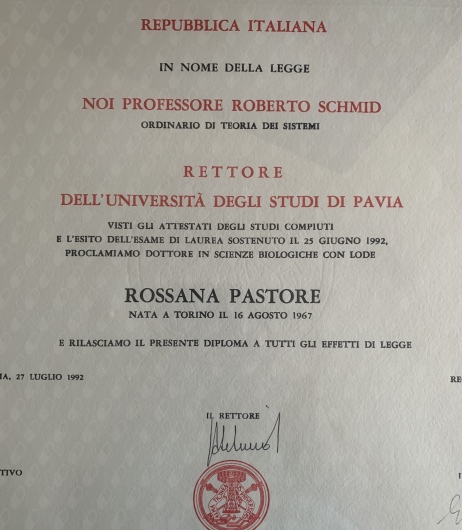 REPUBBLICA ITALIANA
IN NOME DELLA LEGGE
NOI PROFESSORE ROBERTO SCHMID
ORDINARIO DI TEORIA DEI SISTEMI
RETTORE
DELL'UNIVERSITÀ DEGLI STUDI DI PAVIA
VISTI GLI ATTESTATI DEGLI STUDI COMPIUTI
E L'ESITO DELL'ESAME DI LAUREA SOSTENUTO IL 25 GIUGNO 1992,
PROCLAMIAMO DOTTORE IN SCIENZE BIOLOGICHE CON LODE
ROSSANA PASTORE
NATA A TORINO IL 16 AGOSTO 1967
E RILASCIAMO IL PRESENTE DIPLOMA A TUTTI GLI EFFETTI DI LEGGE
IA, 27 LUGLIO 1992
RE
IL RETTORE
TIVO
I